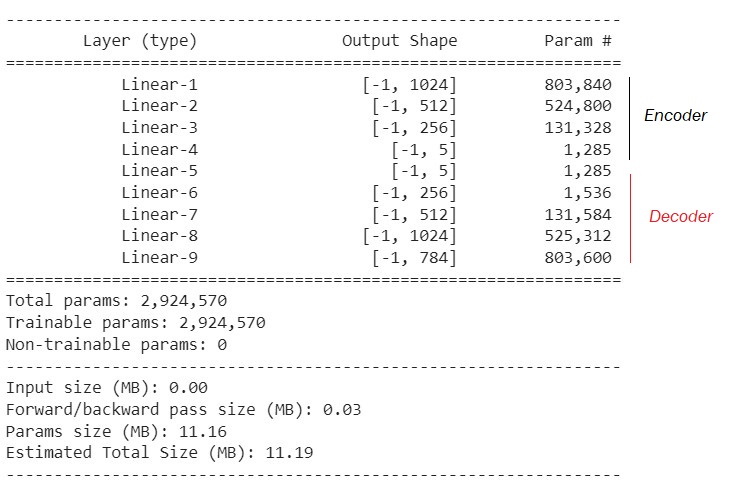 ----------------------------------------------------------------
Layer (type) Output Shape Param #
================================================================
Linear-1 [-1, 1024] 803,840
Linear-2 [-1, 512] 524,800
Encoder
Linear-3 [-1, 256] 131,328
Linear-4 [-1, 5] 1,285
Linear-5 [-1, 5] 1,285
Linear-6 [-1, 256] 1,536
Linear-7 [-1, 512] 131,584
Decoder
Linear-8 [-1, 1024] 525,312
Linear-9 [-1, 784] 803,600
================================================================
Total params: 2,924,570
Trainable params: 2,924,570
Non-trainable params: 0
----------------------------------------------------------------
Input size (MB): 0.00
Forward/backward pass size (MB): 0.03
Params size (MB): 11.16
Estimated Total Size (MB): 11.19
----------------------------------------------------------------